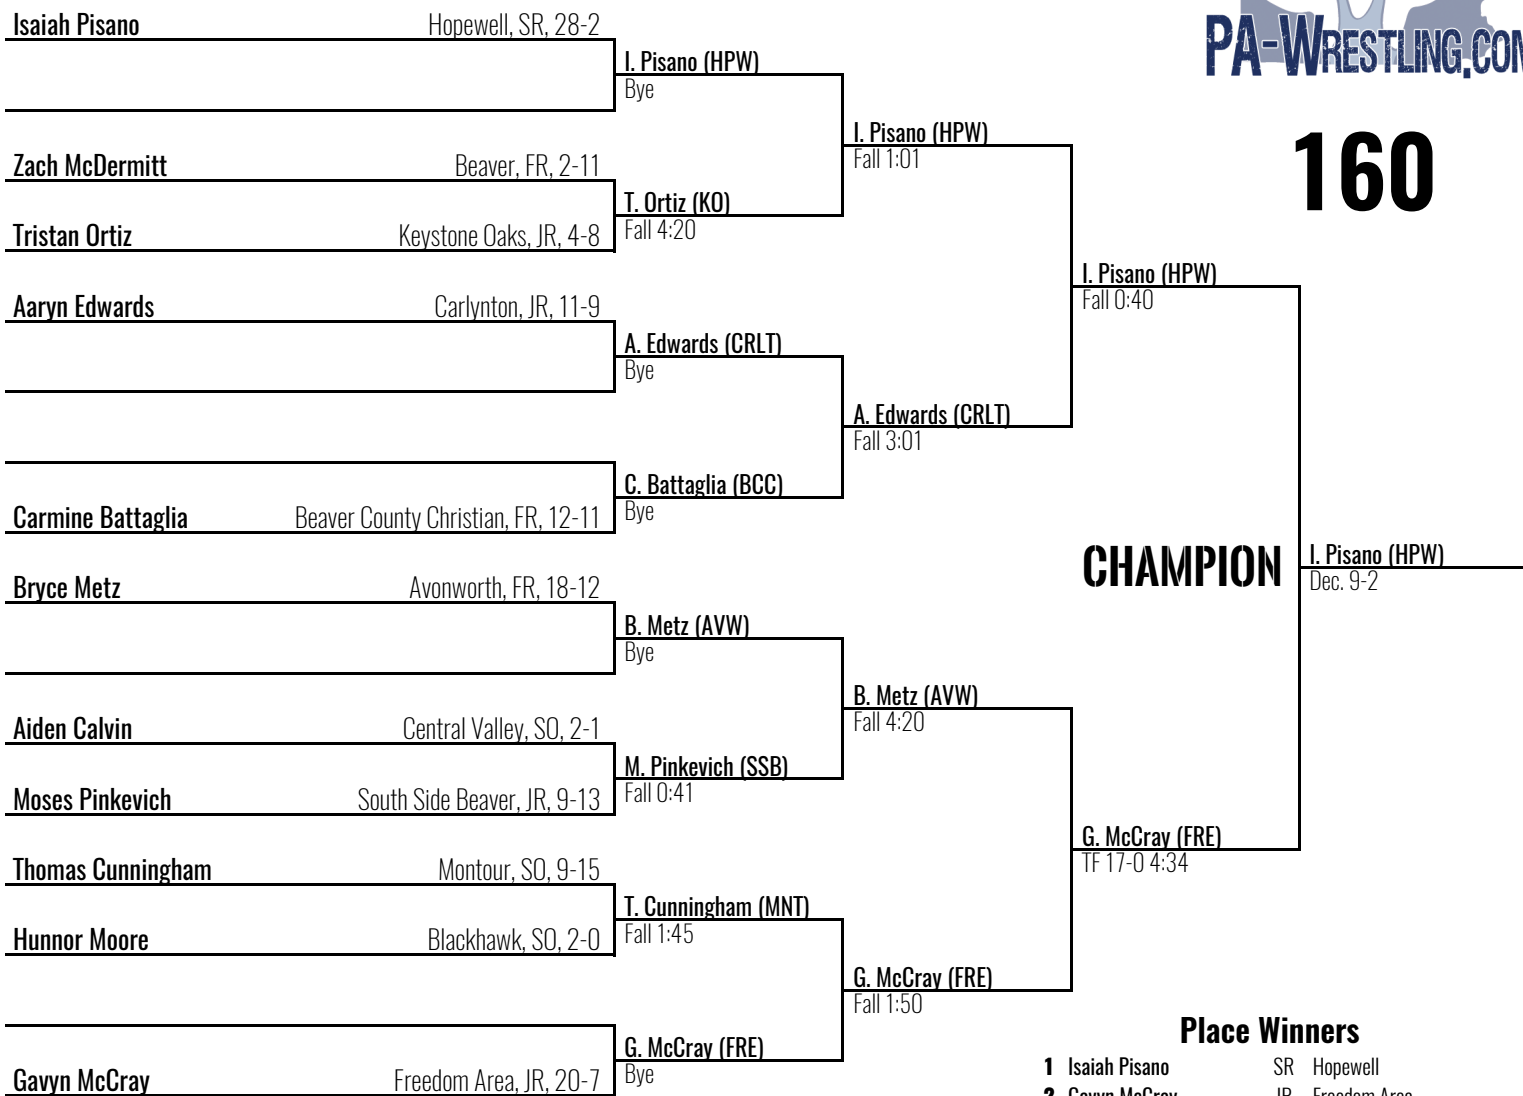 Isaiah Pisano Hopewell, SR, 28-2
I. Pisano (HPW)
Bye
Zach McDermitt Beaver, FR, 2-11
T. Ortiz (KO)
Fall 4:20
Tristan Ortiz Keystone Oaks, JR, 4-8
I. Pisano (HPW)
Fall 1:01
Aaryn Edwards Carlynton, JR, 11-9
A. Edwards (CRLT)
Bye
C. Battaglia (BCC)
Bye
Carmine Battaglia Beaver County Christian, FR, 12-11
A. Edwards (CRLT)
Fall 3:01
I. Pisano (HPW)
Fall 0:40
Bryce Metz Avonworth, FR, 18-12
B. Metz (AVW)
Bye
Aiden Calvin Central Valley, SO, 2-1
M. Pinkevich (SSB)
Fall 0:41
Moses Pinkevich South Side Beaver, JR, 9-13
B. Metz (AVW)
Fall 4:20
Thomas Cunningham Montour, SO, 9-15
T. Cunningham (MNT)
Fall 1:45
Hunnor Moore Blackhawk, SO, 2-0
G. McCray (FRE)
Bye
Gavyn McCray Freedom Area, JR, 20-7
G. McCray (FRE)
Fall 1:50
G. McCray (FRE)
TF 17-0 4:34
PA-WRESTLING.COM
160
CHAMPION
I. Pisano (HPW)
Dec. 9-2
Place Winners
1 Isaiah Pisano SR Hopewell
2 Gavyn McCray JR Freedom Area